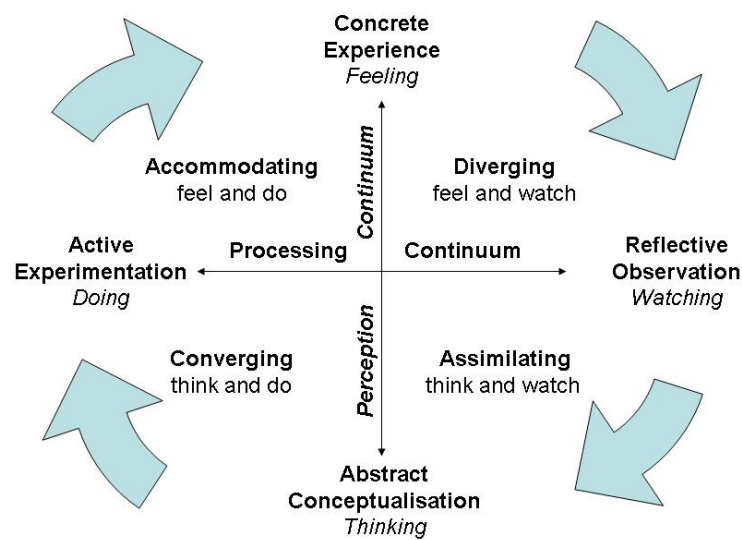 Concrete
Experience
Feeling
Continuum
Accommodating
feel and do
Diverging
feel and watch
Active
Experimentation
Doing
Processing
Continuum
Reflective
Observation
Watching
Perception
Converging
think and do
Assimilating
think and watch
Abstract
Conceptualisation
Thinking